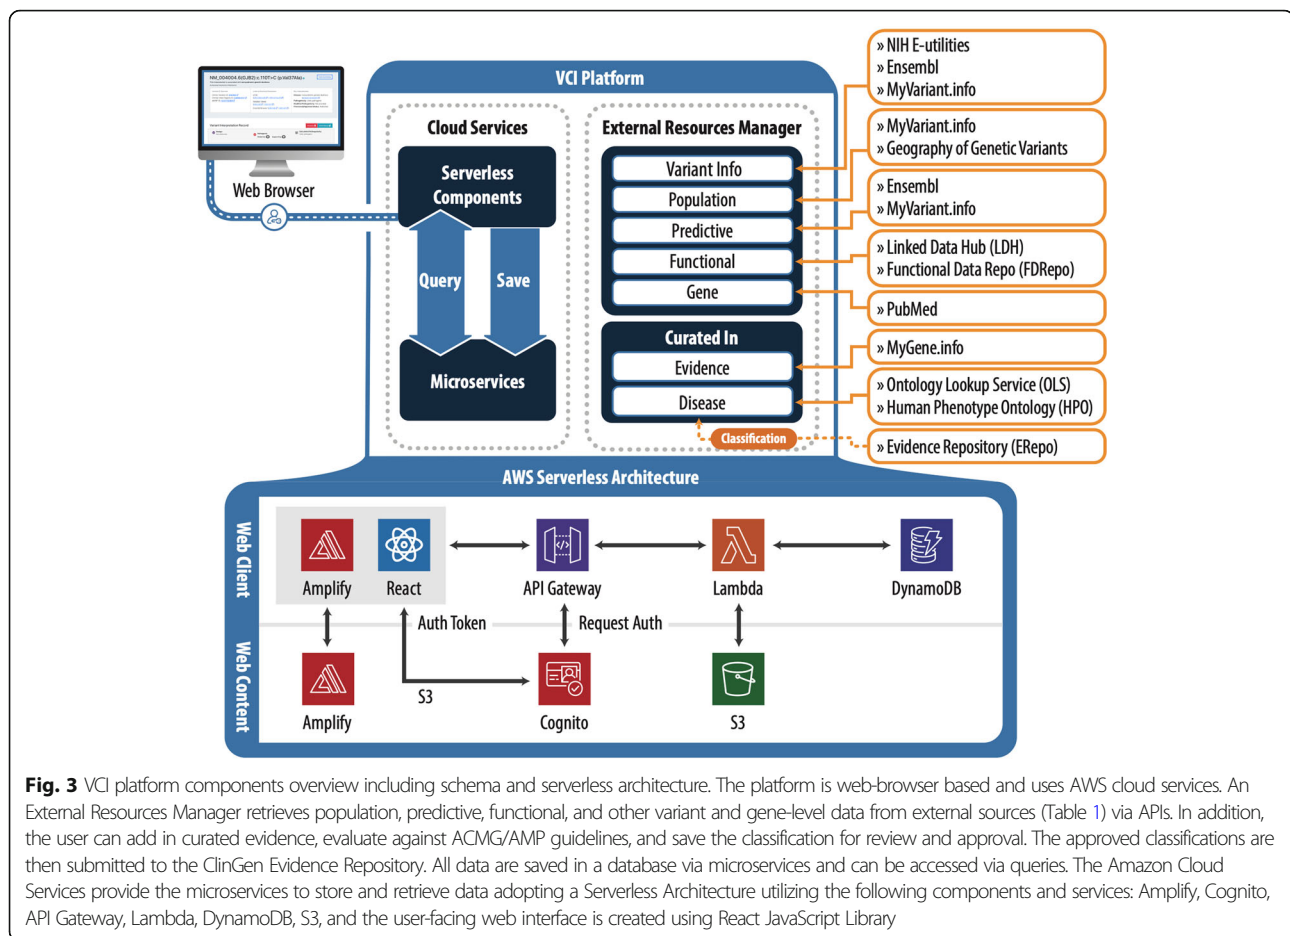 VCI Platform
NM_004004.6(GJB2):c.110T>C (p.Val37Ala)
Web Browser
Cloud Services
Serverless
Components
Query
Save
Microservices
External Resources Manager
Variant Info
Population
Predictive
Functional
Gene
Curated In
Evidence
Disease
Classification
» NIH E-utilities
» Ensembl
» MyVariant.info
» MyVariant.info
» Geography of Genetic Variants
» Ensembl
» MyVariant.info
» Linked Data Hub (LDH)
» Functional Data Repo (FDRepo)
» PubMed
» MyGene.info
» Ontology Lookup Service (OLS)
» Human Phenotype Ontology (HPO)
» Evidence Repository (ERepo)
AWS Serverless Architecture
Web Client
Amplify
React
API Gateway
Lambda
DynamoDB
Auth Token
Request Auth
Web Content
S3
Amplify
Cognito
S3
Fig. 3 VCI platform components overview including schema and serverless architecture. The platform is web-browser based and uses AWS cloud services. An
External Resources Manager retrieves population, predictive, functional, and other variant and gene-level data from external sources (Table 1) via APIs. In addition,
the user can add in curated evidence, evaluate against ACMG/AMP guidelines, and save the classification for review and approval. The approved classifications are
then submitted to the ClinGen Evidence Repository. All data are saved in a database via microservices and can be accessed via queries. The Amazon Cloud
Services provide the microservices to store and retrieve data adopting a Serverless Architecture utilizing the following components and services: Amplify, Cognito,
API Gateway, Lambda, DynamoDB, S3, and the user-facing web interface is created using React JavaScript Library